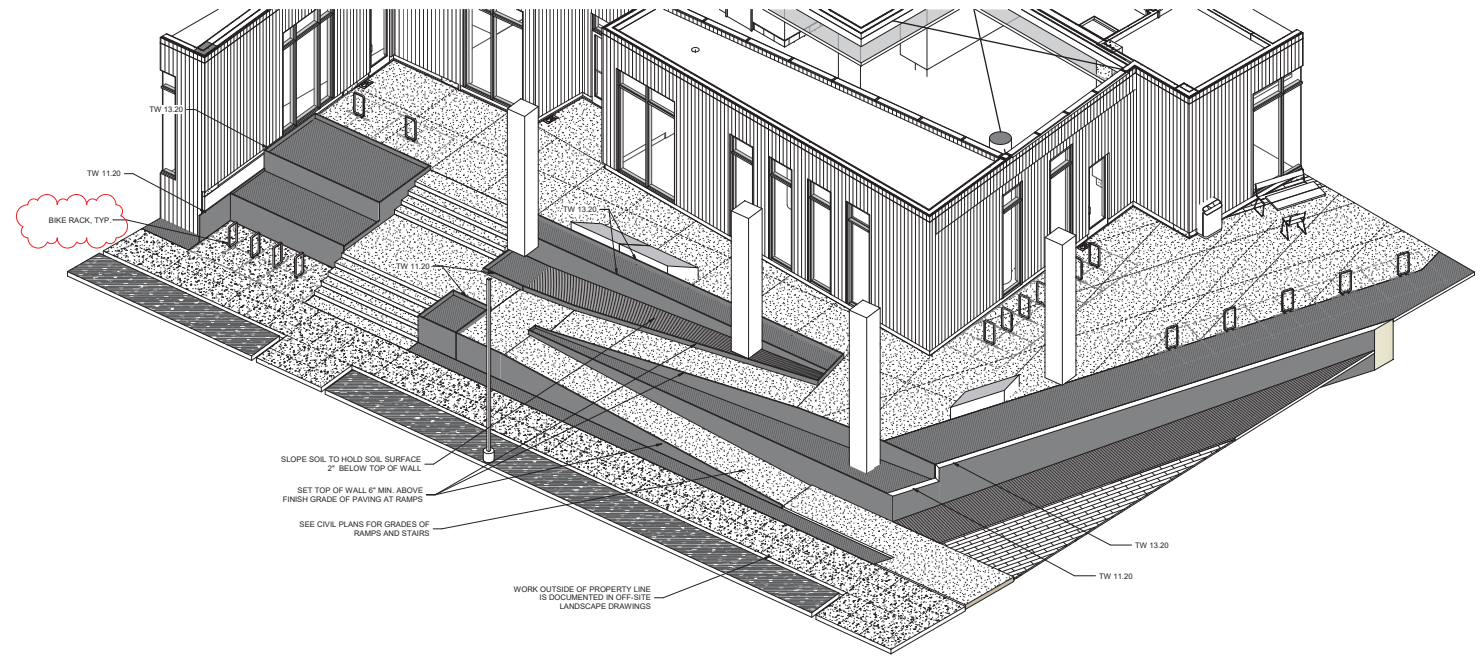 TW 13.20
TW 11.20
BIKE RACK, TYP.
TW 13.20
TW 11.20
SLOPE SOIL TO HOLD SOIL SURFACE
2" BELOW TOP OF WALL
SET TOP OF WALL 6" MIN. ABOVE
FINISH GRADE OF PAVING AT RAMPS
SEE CIVIL PLANS FOR GRADES OF
RAMPS AND STAIRS
WORK OUTSIDE OF PROPERTY LINE
IS DOCUMENTED IN OFF-SITE
LANDSCAPE DRAWINGS
TW 13.20
TW 11.20